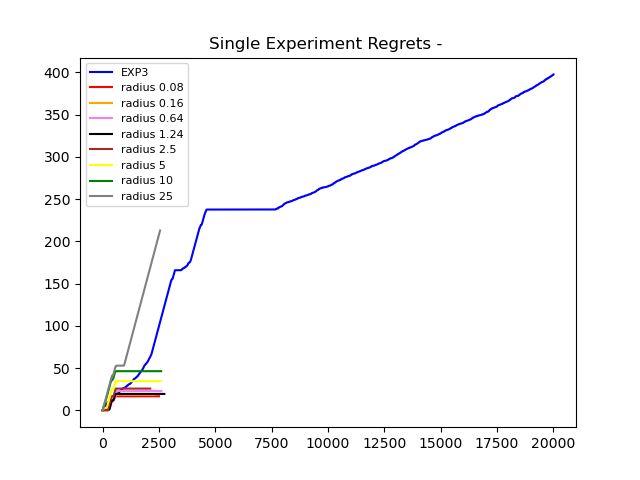 Single Experiment Regrets -
EXP3
radius 0.08
radius 0.16
radius 0.64
radius 1.24
radius 2.5
radius 5
radius 10
radius 25
400
350
300
250
200
150
100
50
0
0 2500 5000 7500 10000 12500 15000 17500 20000